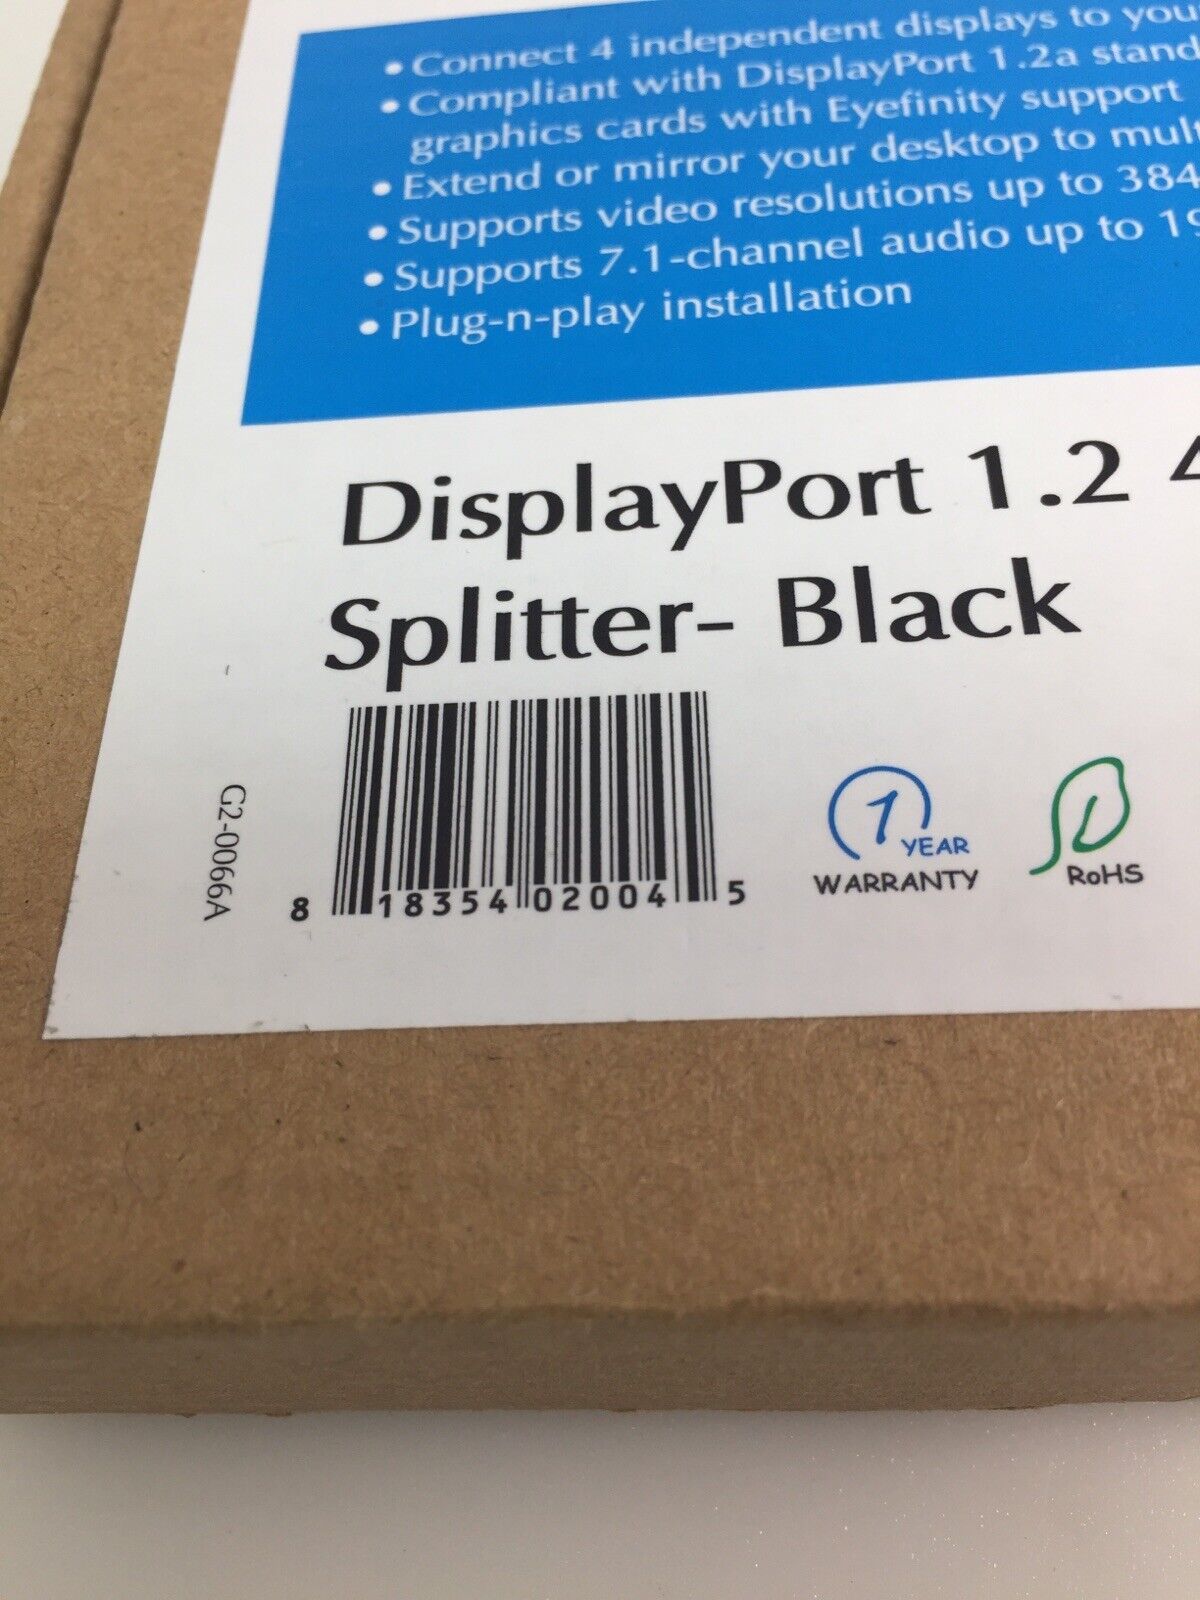 • Connect 4 independent displays to you
• Compliant with DisplayPort 1.2a stand
graphics cards with Eyefinity support
• Extend or mirror your desktop to mul
• Supports video resolutions up to 384
• Supports 7.1-channel audio up to 19
• Plug-n-play installation
DisplayPort 1.2 4
Splitter- Black
G2-0066A
8 18354 02004 5
1 YEAR
WARRANTY
RoHS